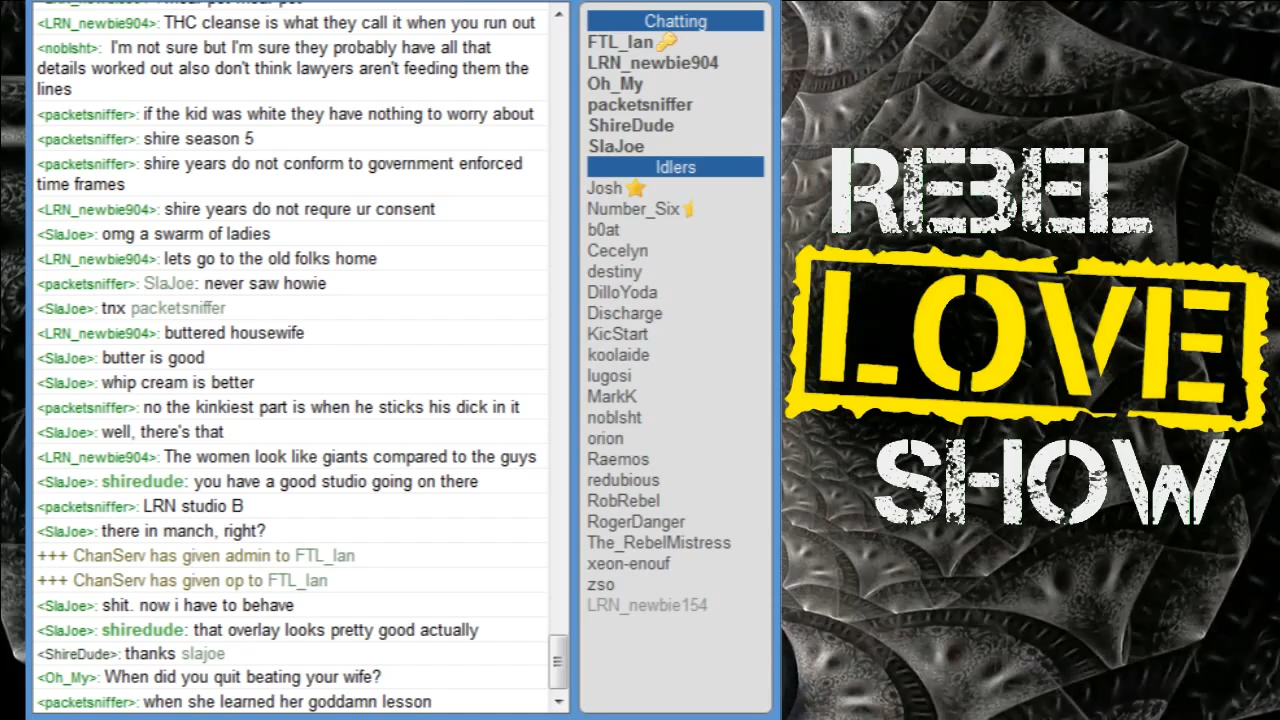 <LRN_newbie904>: THC cleanse is what they call it when you run out
<noblsht>: I'm not sure but I'm sure they probably have all that
details worked out also don't think lawyers aren't feeding them the
lines
<packetsniffer>: if the kid was white they have nothing to worry about
<packetsniffer>: shire season 5
<packetsniffer>: shire years do not conform to government enforced
time frames
<LRN_newbie904>: shire years do not requre ur consent
<SlaJoe>: omg a swarm of ladies
<LRN_newbie904>: lets go to the old folks home
<packetsniffer>: SlaJoe: never saw howie
<SlaJoe>: tnx packetsniffer
<LRN_newbie904>: buttered housewife
<SlaJoe>: butter is good
<SlaJoe>: whip cream is better
<packetsniffer>: no the kinkiest part is when he sticks his dick in it
<SlaJoe>: well, there's that
<LRN_newbie904>: The women look like giants compared to the guys
<SlaJoe>: shiredude: you have a good studio going on there
<packetsniffer>: LRN studio B
<SlaJoe>: there in manch, right?
+++ ChanServ has given admin to FTL_Ian
+++ ChanServ has given op to FTL_Ian
<SlaJoe>: shit. now i have to behave
<SlaJoe>: shiredude: that overlay looks pretty good actually
<ShireDude>: thanks slajoe
<Oh_My>: When did you quit beating your wife?
<packetsniffer>: when she learned her goddamn lesson
Chatting
FTL_Ian
LRN_newbie904
Oh_My
packetsniffer
ShireDude
SlaJoe
Idlers
Josh
Number_Six
b0at
Cecelyn
destiny
DilloYoda
Discharge
KicStart
koolaide
lugosi
MarkK
noblsht
orion
Raemos
redubious
RobRebel
RogerDanger
The_RebelMistress
xeon-enouf
zso
LRN_newbie154
REBEL
LOVE
SHOW